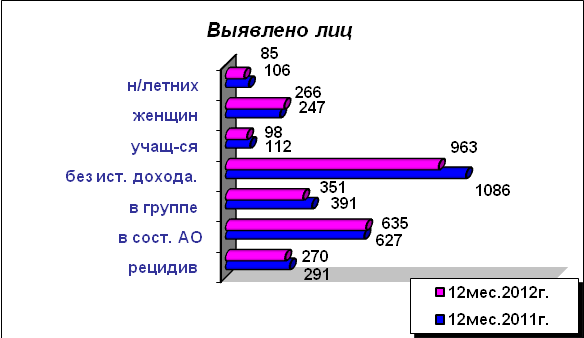 Выявлено лиц
85
н/летних
106
266
женщин
247
учащ-ся
98
112
963
без ист. дохода.
1086
351
в группе
391
635
в сост. АО
627
270
рецидив
291
12мес.2012г.
12мес.2011г.